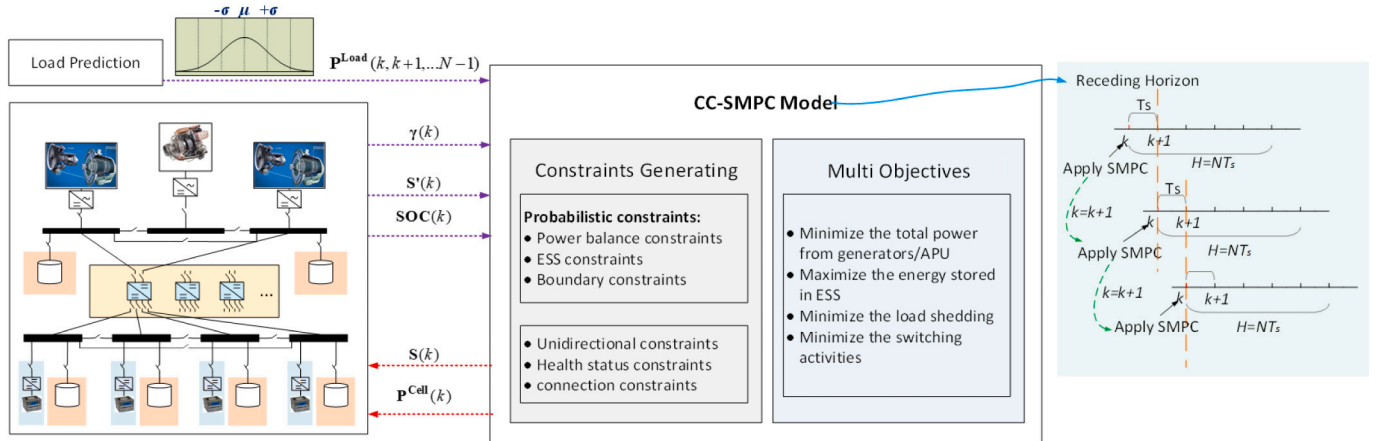 -σ μ +σ
Load Prediction
P^Load (k, k+1,...N−1)
γ(k)
S'(k)
SOC(k)
S(k)
P^Cell (k)
...
CC-SMPC Model
Constraints Generating
Probabilistic constraints:
● Power balance constraints
● ESS constraints
● Boundary constraints
● Unidirectional constraints
● Health status constraints
● connection constraints
Multi Objectives
● Minimize the total power
from generators/APU
● Maximize the energy stored
in ESS
● Minimize the load shedding
● Minimize the switching
activities
Receding Horizon
Ts
k k+1
Apply SMPC
H=NTs
Ts
k=k+1
k k+1
Apply SMPC
H=NTs
k=k+1
k k+1
Apply SMPC
H=NTs